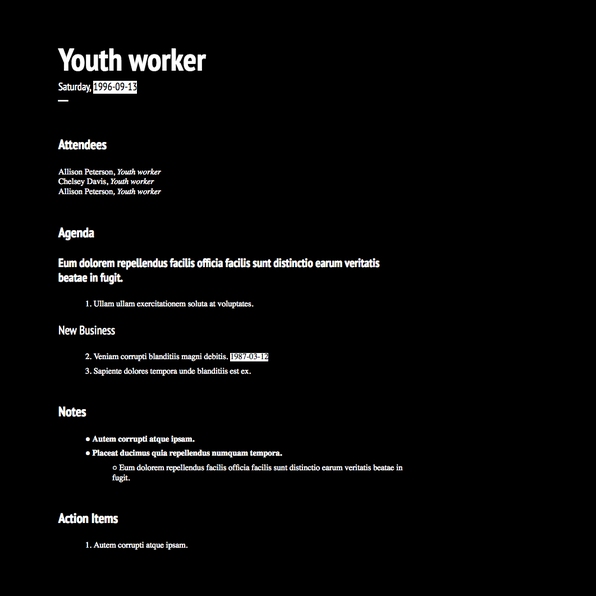 Youth worker
Saturday, 1996-09-13
Attendees
Allison Peterson, Youth worker
Chelsey Davis, Youth worker
Allison Peterson, Youth worker
Agenda
Eum dolorem repellendus facilis officia facilis sunt distinctio earum veritatis
beatae in fugit.
1. Ullam ullam exercitationem soluta at voluptates.
New Business
2. Veniam corrupti blanditiis magni debitis. 1987-03-12
3. Sapiente dolores tempora unde blanditiis est ex.
Notes
● Autem corrupti atque ipsam.
● Placeat ducimus quia repellendus numquam tempora.
○ Eum dolorem repellendus facilis officia facilis sunt distinctio earum veritatis beatae in
fugit.
Action Items
1. Autem corrupti atque ipsam.